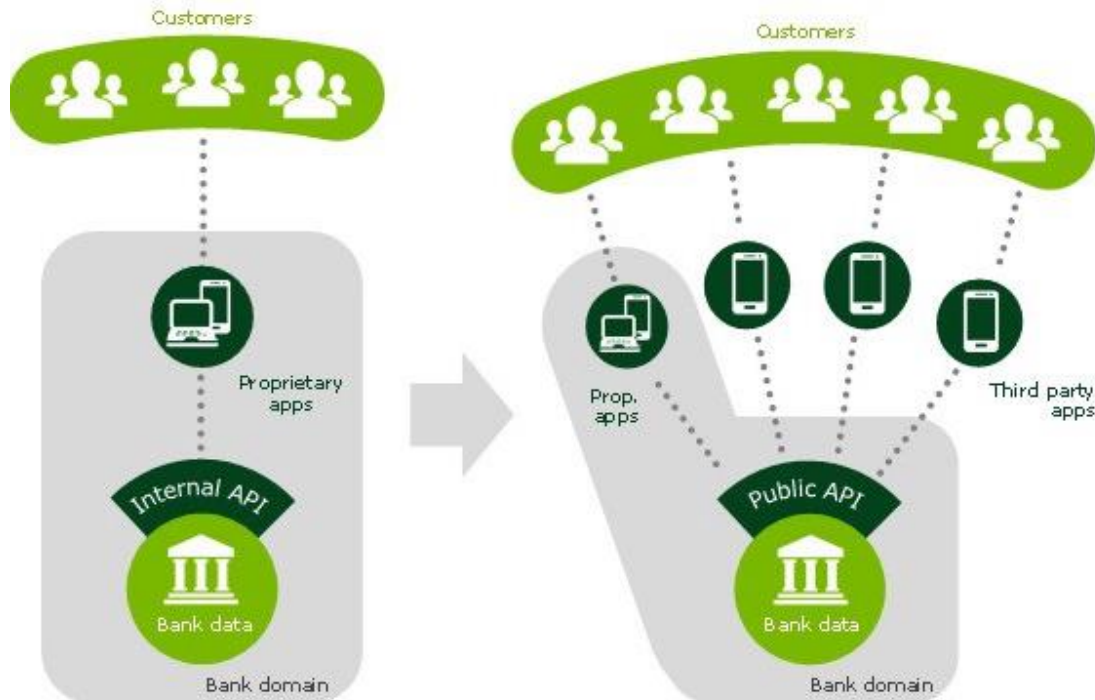 Customers
Proprietary
apps
Internal API
Bank data
Bank domain
Customers
Prop.
apps
Third party
apps
Public API
Bank data
Bank domain